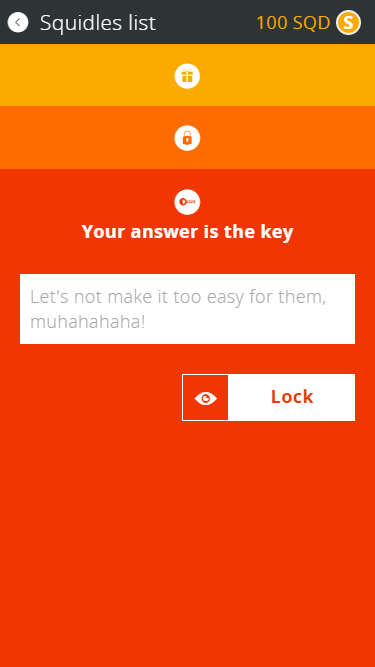 Squidles list
100 SQD S
Your answer is the key
Let's not make it too easy for them,
muhahahaha!
Lock